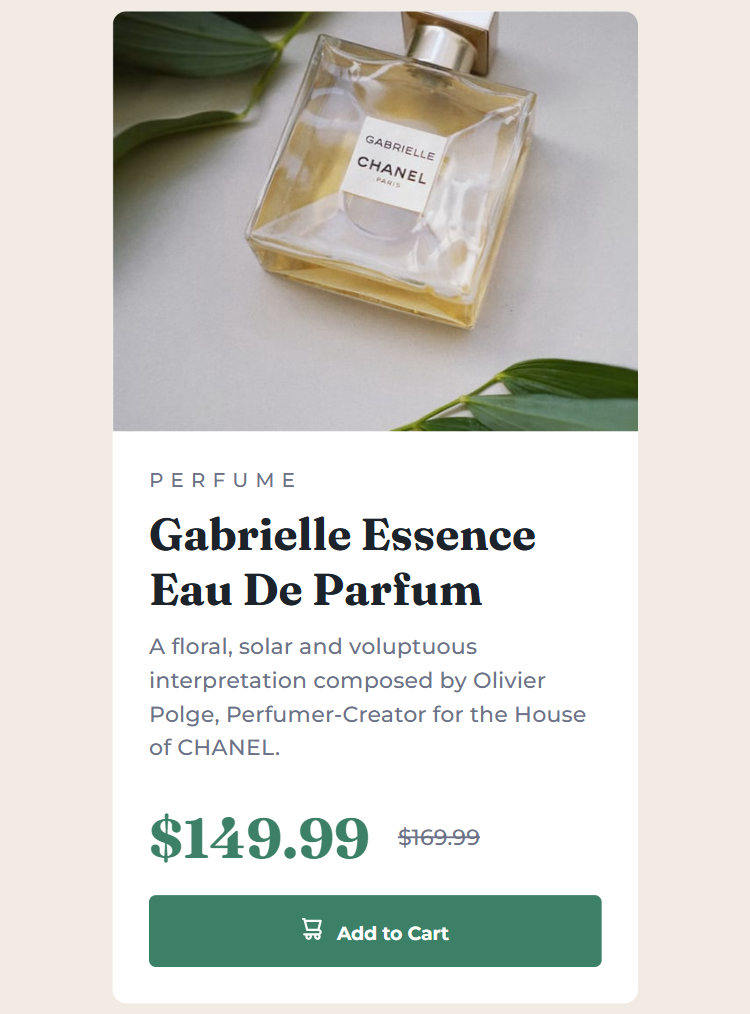 GABRIELLE
CHANEL
PARIS
PERFUME
Gabrielle Essence
Eau De Parfum
A floral, solar and voluptuous
interpretation composed by Olivier
Polge, Perfumer-Creator for the House
of CHANEL.
$149.99 $169.99
Add to Cart